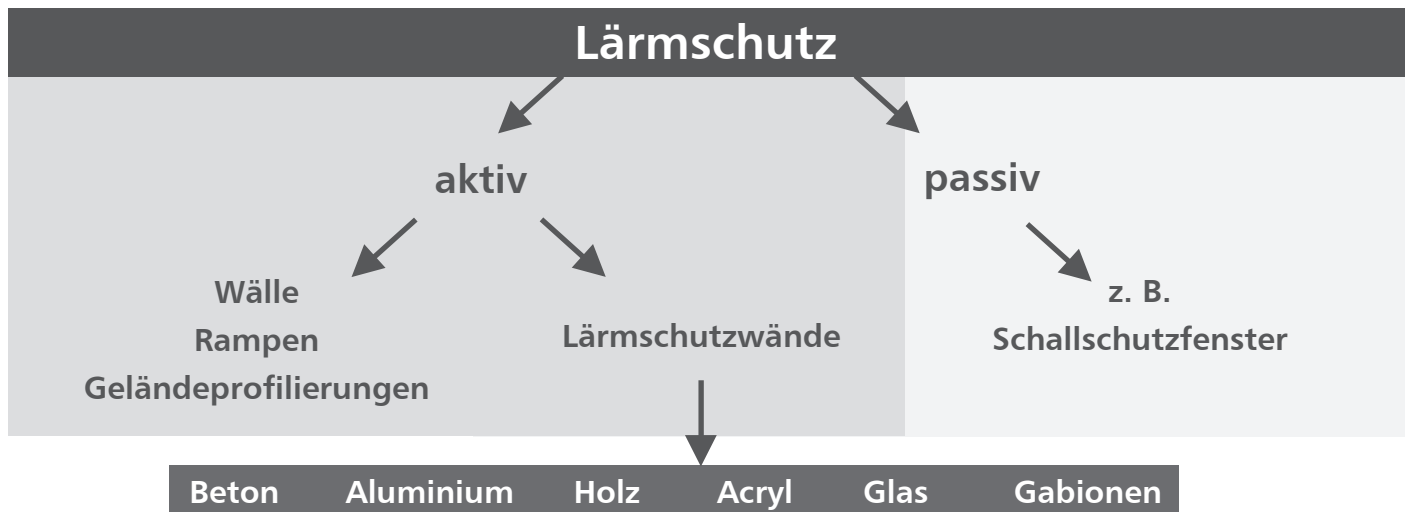 Lärmschutz
aktiv
passiv
Wälle
Rampen
Geländeprofilierungen
Lärmschutzwände
z. B.
Schallschutzfenster
Beton Aluminium Holz Acryl Glas Gabionen